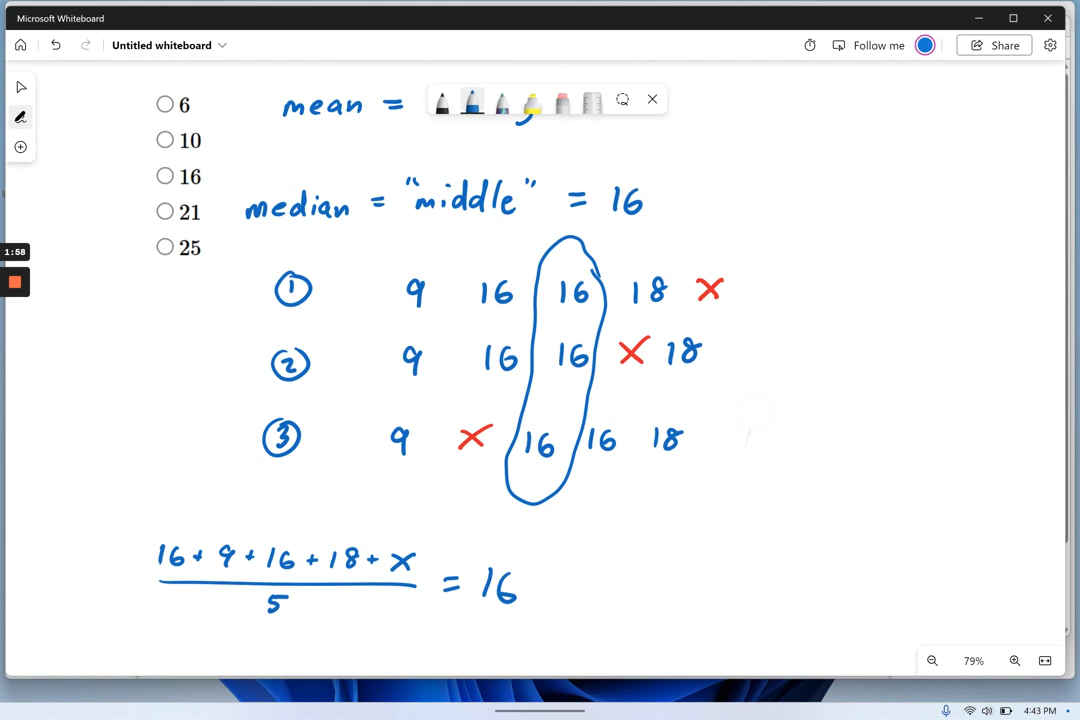 Microsoft Whiteboard
Untitled whiteboard
Follow me
Share
6
10
16
21
25
mean =
median = "middle" = 16
1:58
① 9 16 16 18 x
② 9 16 16 x 18
③ 9 x 16 16 18
16 + 9 + 16 + 18 + x
5
= 16
79%
4:43 PM